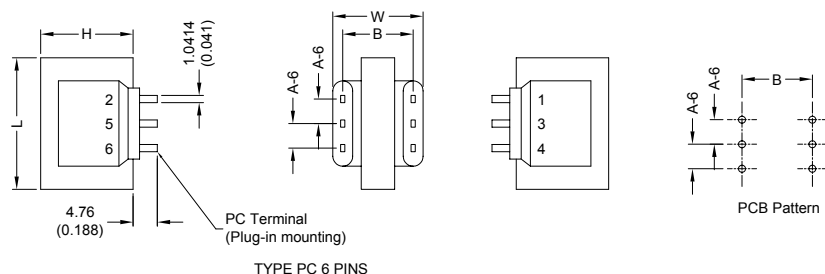 H
W
B
1.0414
(0.041)
A-6
A-6
L
2
5
6
1
3
4
A-6
A-6
B
4.76
(0.188)
PC Terminal
(Plug-in mounting)
PCB Pattern
TYPE PC 6 PINS